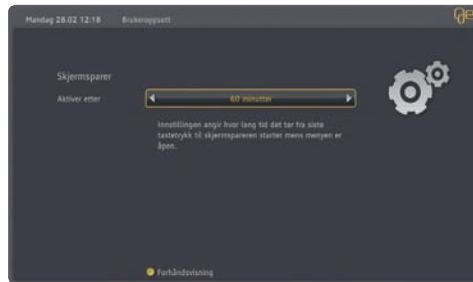 Mandag 28.02 12:18 Brukeroppsett
Skjermsparer
Aktiver etter 60 minutter
Innstillingen angir hvor lang tid det tar fra siste
tastetrykk til skjermspareren starter mens menyen er
åpen.
Forhåndsvisning